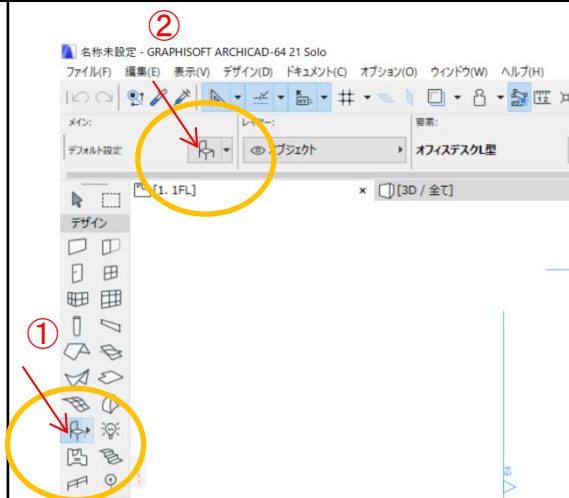 ②
名称未設定 - GRAPHISOFT ARCHICAD-64 21 Solo
ファイル(F) 編集(E) 表示(V) デザイン(D) ドキュメント(C) オプション(O) ウィンドウ(W) ヘルプ(H)
メイン: レイヤー: 要素:
デフォルト設定 オブジェクト オフィスデスクL型
[1. 1FL] × [3D / 全て]
デザイン
①